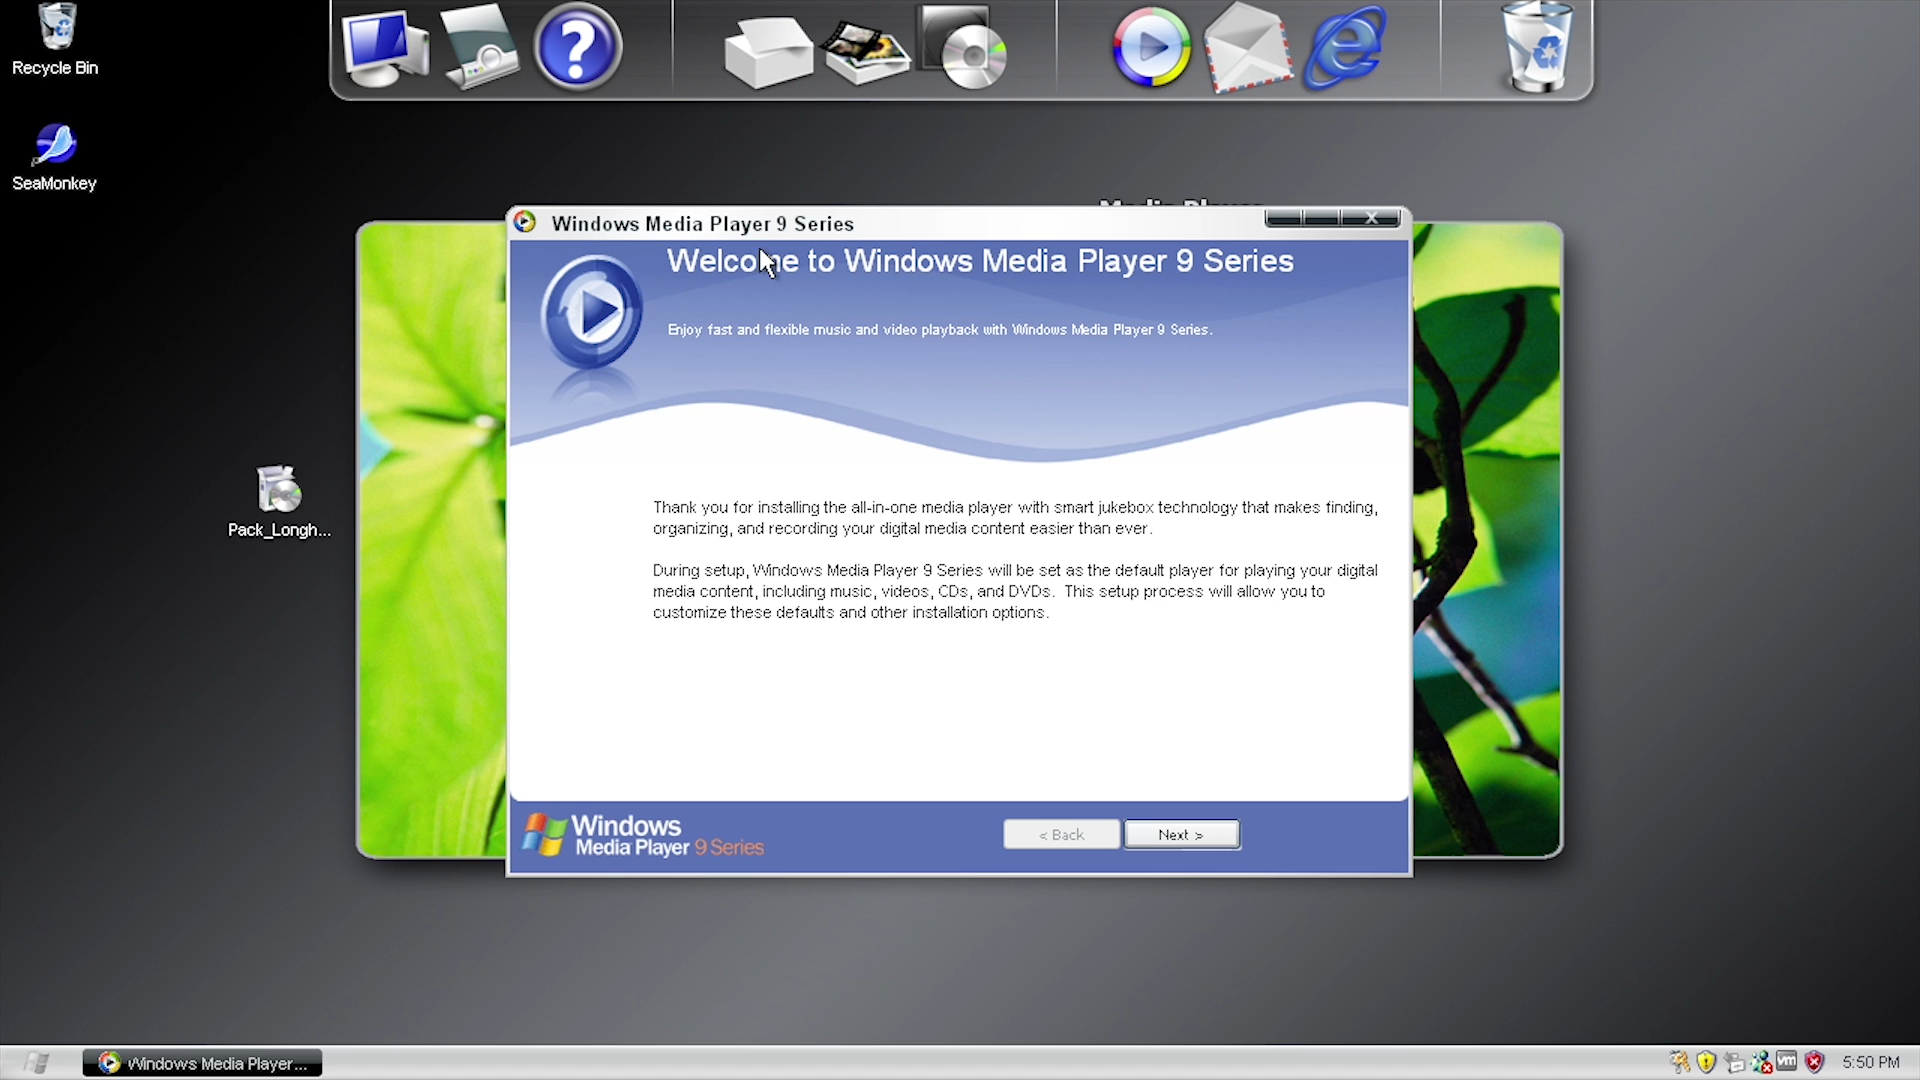 Recycle Bin
SeaMonkey
Pack_Longh...
Media Player
Windows Media Player 9 Series
X
Welcome to Windows Media Player 9 Series
Enjoy fast and flexible music and video playback with Windows Media Player 9 Series.
Thank you for installing the all-in-one media player with smart jukebox technology that makes finding,
organizing, and recording your digital media content easier than ever.
During setup, Windows Media Player 9 Series will be set as the default player for playing your digital
media content, including music, videos, CDs, and DVDs. This setup process will allow you to
customize these defaults and other installation options.
Windows
Media Player 9 Series
< Back
Next >
Windows Media Player...
vm
5:50 PM